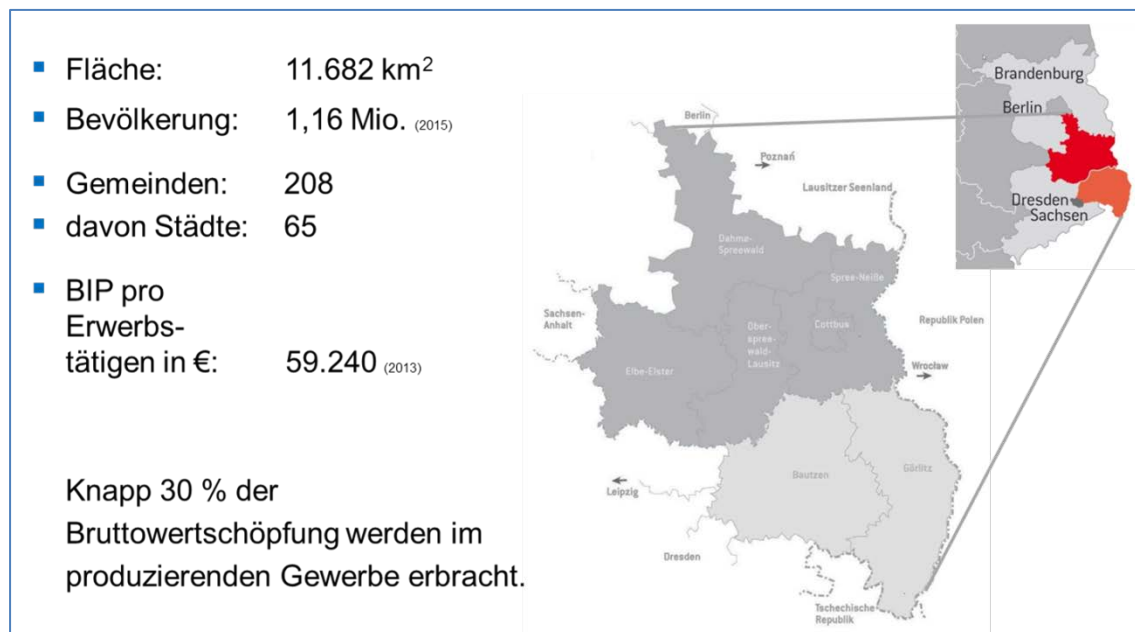 Fläche: 11.682 km²
Bevölkerung: 1,16 Mio. (2015)
Gemeinden: 208
davon Städte: 65
BIP pro
Erwerbs-
tätigen in €: 59.240 (2013)
Knapp 30 % der
Bruttowertschöpfung werden im
produzierenden Gewerbe erbracht.
Berlin
Poznań
Lausitzer Seenland
Dahme-
Spreewald
Spree-Neiße
Sachsen-
Anhalt
Ober-
spree-
wald-
Lausitz
Cottbus
Republik Polen
Elbe-Elster
Wrocław
Bautzen
Görlitz
Leipzig
Dresden
Tschechische
Republik
Brandenburg
Berlin
Dresden
Sachsen